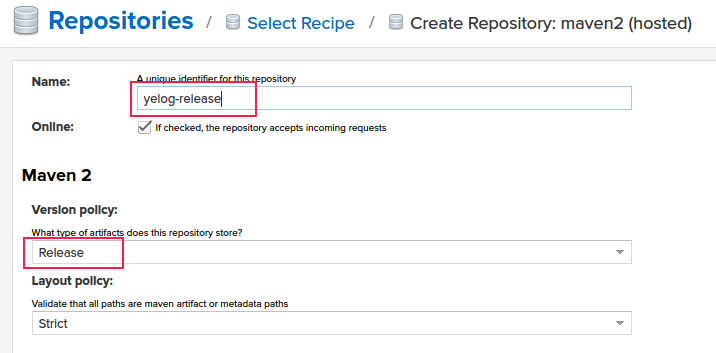 Repositories / Select Recipe / Create Repository: maven2 (hosted)
Name:
A unique identifier for this repository
yelog-release
Online:
If checked, the repository accepts incoming requests
Maven 2
Version policy:
What type of artifacts does this repository store?
Release
Layout policy:
Validate that all paths are maven artifact or metadata paths
Strict